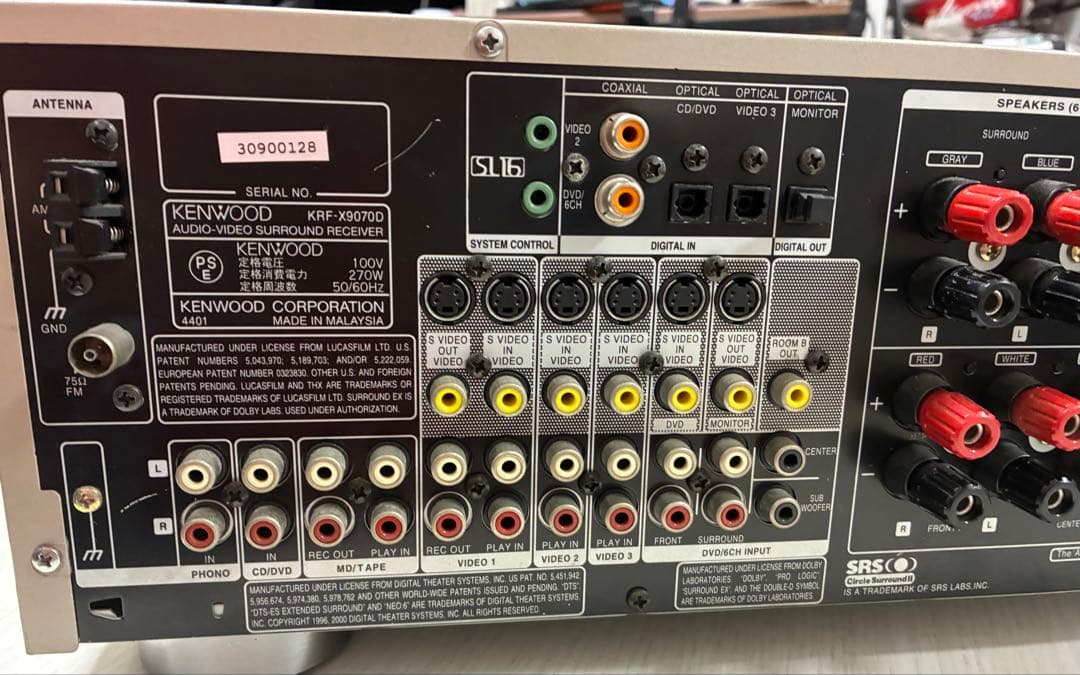 ANTENNA
AM
GND
75Ω
FM
30900128
SERIAL NO.
KENWOOD KRF-X9070D
AUDIO-VIDEO SURROUND RECEIVER
PS
E
KENWOOD
定格電圧 100V
定格消費電力 270W
定格周波数 50/60Hz
KENWOOD CORPORATION
4401 MADE IN MALAYSIA
MANUFACTURED UNDER LICENSE FROM LUCASFILM LTD. U.S.
PATENT NUMBERS 5,043,970; 5,189,703; AND/OR 5,222,059.
EUROPEAN PATENT NUMBER 0323830. OTHER U.S. AND FOREIGN
PATENTS PENDING. LUCASFILM AND THX ARE TRADEMARKS OR
REGISTERED TRADEMARKS OF LUCASFILM LTD. SURROUND EX IS
A TRADEMARK OF DOLBY LABS. USED UNDER AUTHORIZATION.
SL16
SYSTEM CONTROL
COAXIAL
VIDEO
2
DVD/
6CH
OPTICAL
CD/DVD
OPTICAL
VIDEO 3
DIGITAL IN
OPTICAL
MONITOR
DIGITAL OUT
S VIDEO
OUT
VIDEO
S VIDEO
IN
VIDEO
S VIDEO
IN
VIDEO
S VIDEO
IN
VIDEO
S VIDEO
IN
VIDEO
S VIDEO
OUT
VIDEO
ROOM B
OUT
DVD
MONITOR
L
R
IN
PHONO
IN
CD/DVD
REC OUT
PLAY IN
MD/TAPE
REC OUT
PLAY IN
VIDEO 1
PLAY IN
VIDEO 2
PLAY IN
VIDEO 3
FRONT
SURROUND
DVD/6CH INPUT
CENTER
SUB
WOOFER
MANUFACTURED UNDER LICENSE FROM DIGITAL THEATER SYSTEMS, INC. US PAT. NO. 5,451,942,
5,956,674, 5,974,380, 5,978,762 AND OTHER WORLD-WIDE PATENTS ISSUED AND PENDING. "DTS",
"DTS-ES EXTENDED SURROUND" AND "NEO:6" ARE TRADEMARKS OF DIGITAL THEATER SYSTEMS,
INC. COPYRIGHT 1996, 2000 DIGITAL THEATER SYSTEMS, INC. ALL RIGHTS RESERVED.
MANUFACTURED UNDER LICENSE FROM DOLBY
LABORATORIES. "DOLBY", "PRO LOGIC",
"SURROUND EX", AND THE DOUBLE-D SYMBOL
ARE TRADEMARKS OF DOLBY LABORATORIES.
SPEAKERS (6
SURROUND
GRAY
BLUE
+
−
R
L
RED
WHITE
+
−
R
FRONT
L
CENTE
SRS
Circle Surround II
IS A TRADEMARK OF SRS LABS, INC.
The A